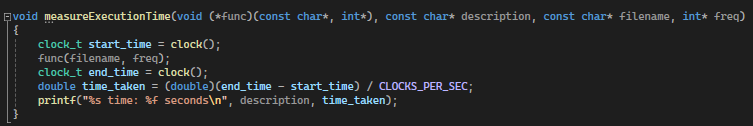 void measureExecutionTime(void (*func)(const char*, int*), const char* description, const char* filename, int* freq)
{
    clock_t start_time = clock();
    func(filename, freq);
    clock_t end_time = clock();
    double time_taken = (double)(end_time - start_time) / CLOCKS_PER_SEC;
    printf("%s time: %f seconds\n", description, time_taken);
}